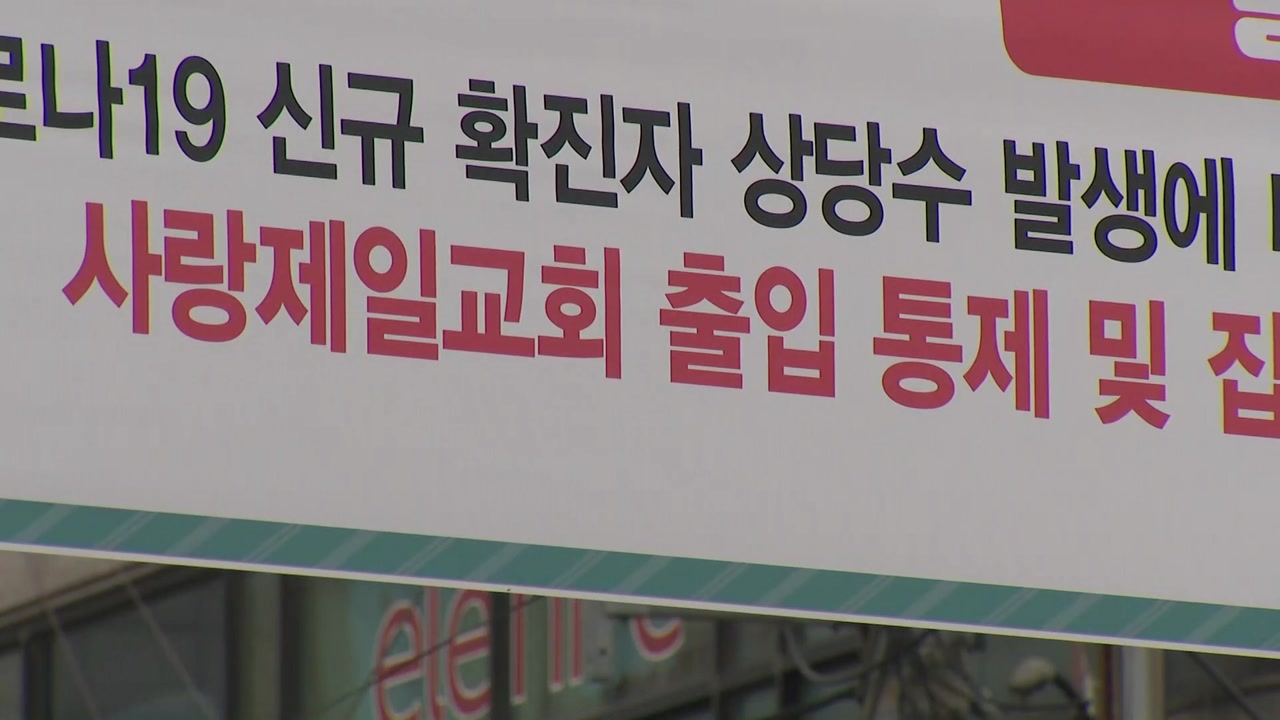 로나19 신규 확진자 상당수 발생에
사랑제일교회 출입 통제 및 집